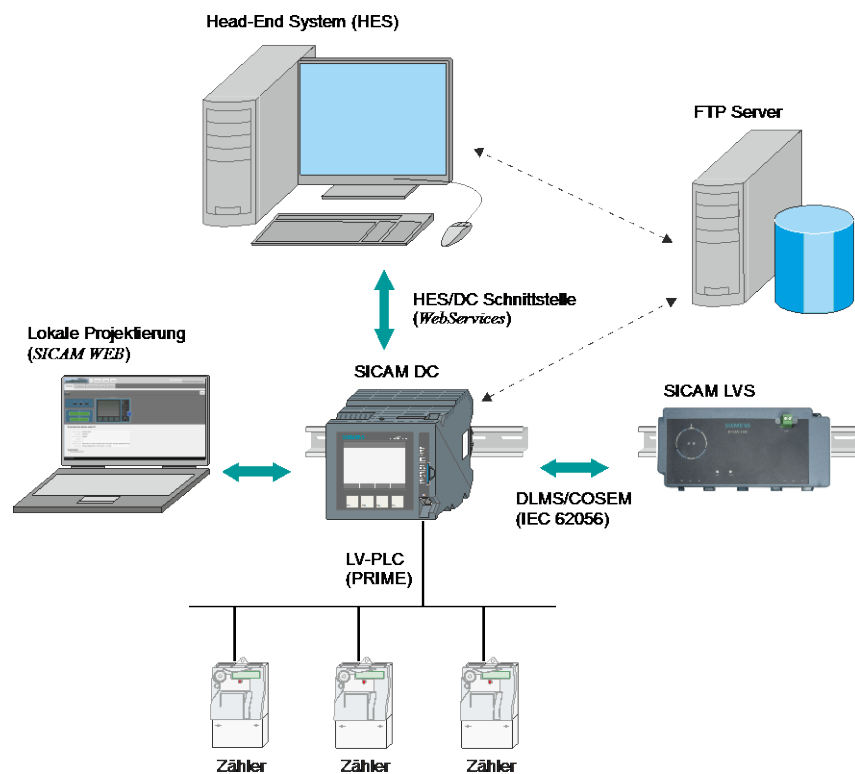 Head-End System (HES)
FTP Server
HES/DC Schnittstelle
(WebServices)
Lokale Projektierung
(SICAM WEB)
SICAM DC
SICAM LVS
SIEMENS
DLMS/COSEM
(IEC 62056)
LV-PLC
(PRIME)
Zähler
Zähler
Zähler